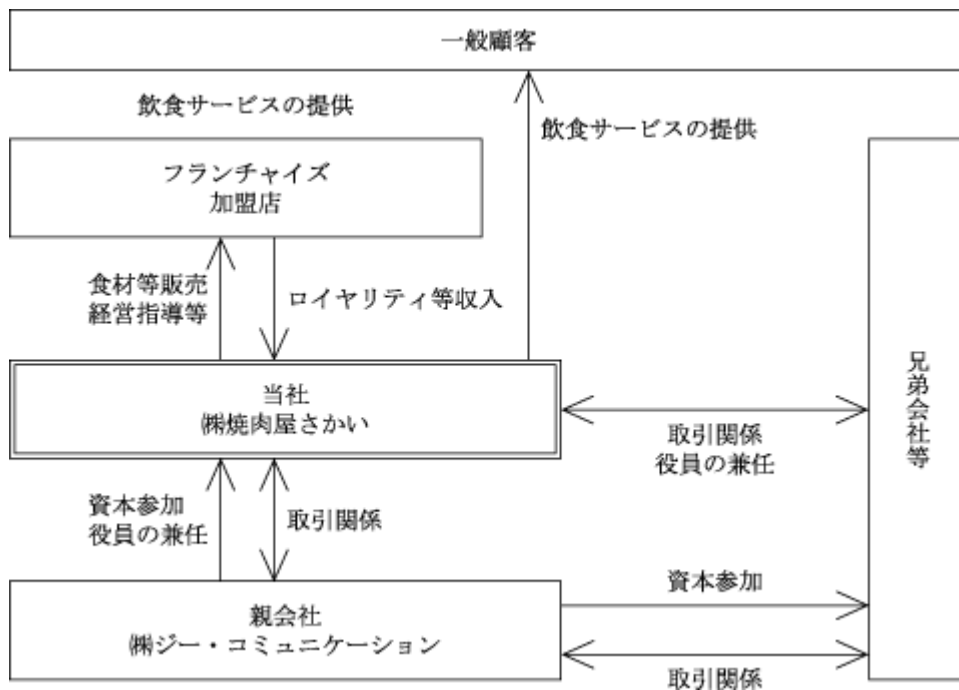 一般顧客
飲食サービスの提供
飲食サービスの提供
フランチャイズ
加盟店
食材等販売
経営指導等
ロイヤリティ等収入
当社
㈱焼肉屋さかい
取引関係
役員の兼任
兄弟会社等
資本参加
役員の兼任
取引関係
親会社
㈱ジー・コミュニケーション
資本参加
取引関係